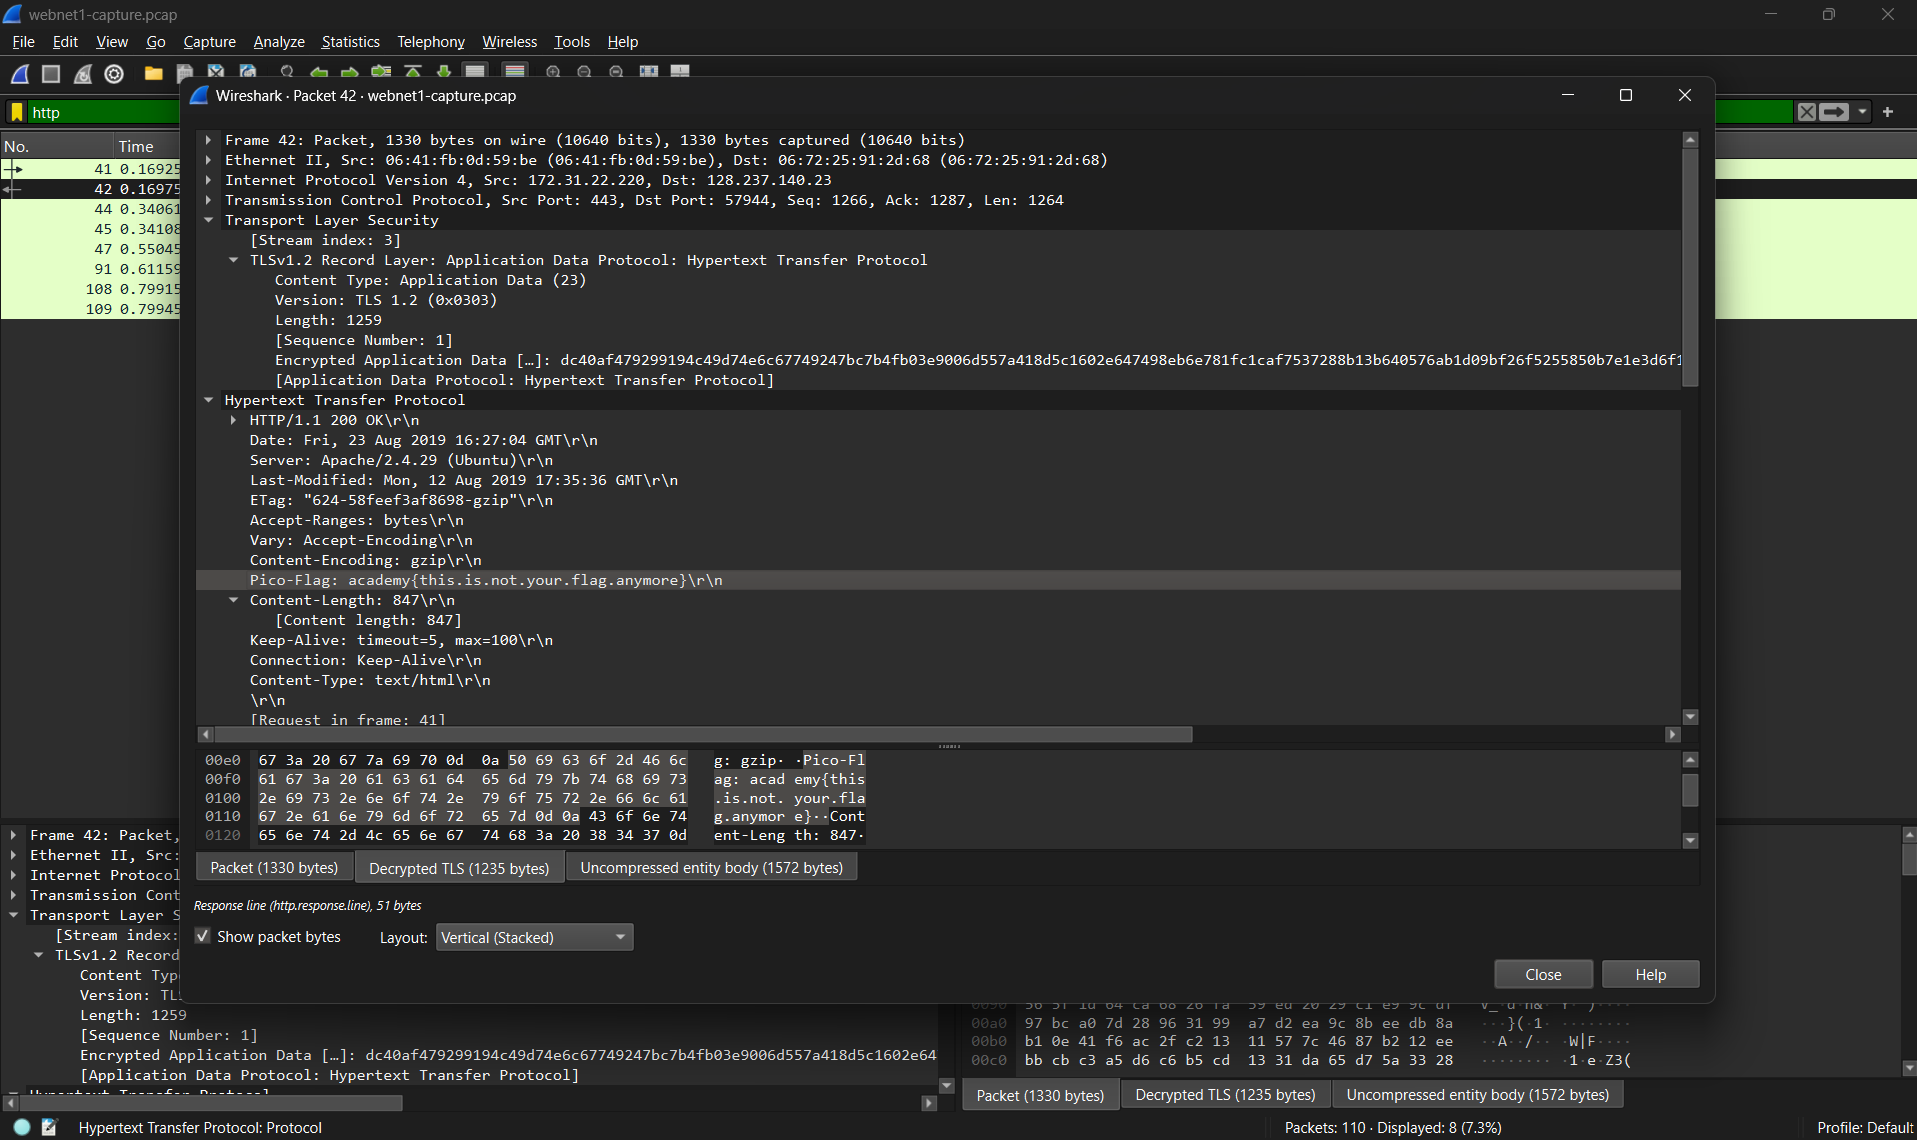 webnet1-capture.pcap
File Edit View Go Capture Analyze Statistics Telephony Wireless Tools Help
Wireshark · Packet 42 · webnet1-capture.pcap
http
No. Time
41 0.16925
42 0.16975
44 0.34061
45 0.34108
47 0.55045
91 0.61159
108 0.79915
109 0.79945
Frame 42: Packet, 1330 bytes on wire (10640 bits), 1330 bytes captured (10640 bits)
Ethernet II, Src: 06:41:fb:0d:59:be (06:41:fb:0d:59:be), Dst: 06:72:25:91:2d:68 (06:72:25:91:2d:68)
Internet Protocol Version 4, Src: 172.31.22.220, Dst: 128.237.140.23
Transmission Control Protocol, Src Port: 443, Dst Port: 57944, Seq: 1266, Ack: 1287, Len: 1264
Transport Layer Security
[Stream index: 3]
TLSv1.2 Record Layer: Application Data Protocol: Hypertext Transfer Protocol
Content Type: Application Data (23)
Version: TLS 1.2 (0x0303)
Length: 1259
[Sequence Number: 1]
Encrypted Application Data […]: dc40af479299194c49d74e6c67749247bc7b4fb03e9006d557a418d5c1602e647498eb6e781fc1caf7537288b13b640576ab1d09bf26f5255850b7e1e3d6f1
[Application Data Protocol: Hypertext Transfer Protocol]
Hypertext Transfer Protocol
HTTP/1.1 200 OK\r\n
Date: Fri, 23 Aug 2019 16:27:04 GMT\r\n
Server: Apache/2.4.29 (Ubuntu)\r\n
Last-Modified: Mon, 12 Aug 2019 17:35:36 GMT\r\n
ETag: "624-58feef3af8698-gzip"\r\n
Accept-Ranges: bytes\r\n
Vary: Accept-Encoding\r\n
Content-Encoding: gzip\r\n
Pico-Flag: academy{this.is.not.your.flag.anymore}\r\n
Content-Length: 847\r\n
[Content length: 847]
Keep-Alive: timeout=5, max=100\r\n
Connection: Keep-Alive\r\n
Content-Type: text/html\r\n
\r\n
[Request in frame: 41]
00e0 67 3a 20 67 7a 69 70 0d 0a 50 69 63 6f 2d 46 6c g: gzip· ·Pico-Fl
00f0 61 67 3a 20 61 63 61 64 65 6d 79 7b 74 68 69 73 ag: acad emy{this
0100 2e 69 73 2e 6e 6f 74 2e 79 6f 75 72 2e 66 6c 61 .is.not. your.fla
0110 67 2e 61 6e 79 6d 6f 72 65 7d 0d 0a 43 6f 6e 74 g.anymor e}··Cont
0120 65 6e 74 2d 4c 65 6e 67 74 68 3a 20 38 34 37 0d ent-Leng th: 847·
Packet (1330 bytes) Decrypted TLS (1235 bytes) Uncompressed entity body (1572 bytes)
Response line (http.response.line), 51 bytes
Show packet bytes Layout: Vertical (Stacked)
Close Help
Frame 42: Packet,
Ethernet II, Src:
Internet Protocol
Transmission Cont
Transport Layer S
[Stream index:
TLSv1.2 Record
Content Typ
Version: TL
Length: 1259
[Sequence Number: 1]
Encrypted Application Data […]: dc40af479299194c49d74e6c67749247bc7b4fb03e9006d557a418d5c1602e64
[Application Data Protocol: Hypertext Transfer Protocol]
00a0 97 bc a0 7d 28 96 31 99 a7 d2 ea 9c 8b ee db 8a ···}(·1· ········
00b0 b1 0e 41 f6 ac 2f c2 13 11 57 7c 46 87 b2 12 ee ··A··/·· ·W|F····
00c0 bb cb c3 a5 d6 c6 b5 cd 13 31 da 65 d7 5a 33 28 ········ ·1·e·Z3(
Packet (1330 bytes) Decrypted TLS (1235 bytes) Uncompressed entity body (1572 bytes)
Hypertext Transfer Protocol: Protocol
Packets: 110 · Displayed: 8 (7.3%)
Profile: Default